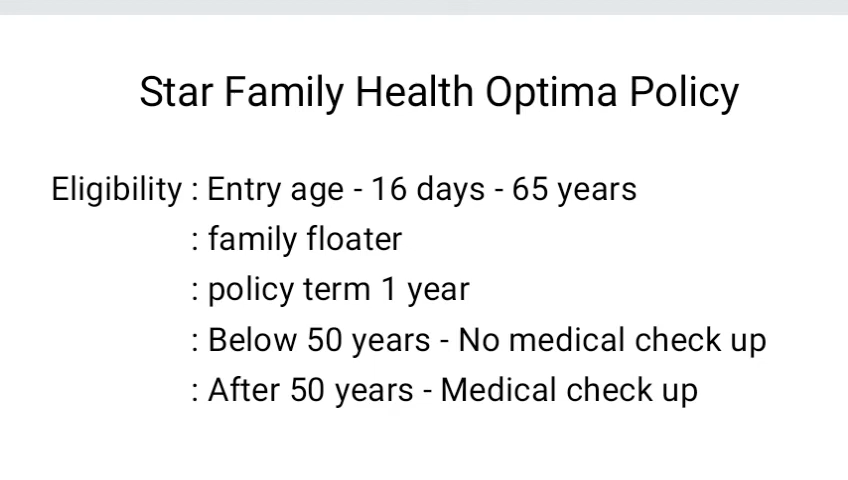 Star Family Health Optima Policy
Eligibility : Entry age - 16 days - 65 years
: family floater
: policy term 1 year
: Below 50 years - No medical check up
: After 50 years - Medical check up